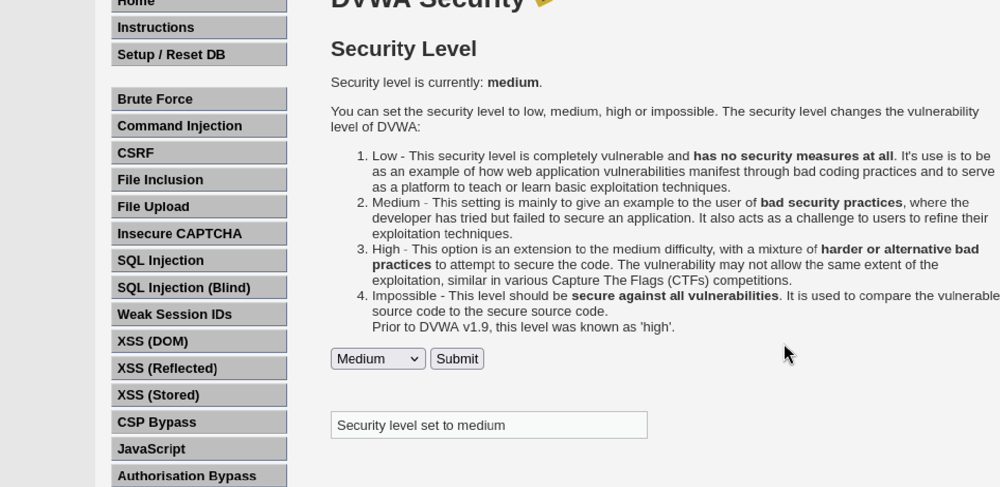 Home
Instructions
Setup / Reset DB
Brute Force
Command Injection
CSRF
File Inclusion
File Upload
Insecure CAPTCHA
SQL Injection
SQL Injection (Blind)
Weak Session IDs
XSS (DOM)
XSS (Reflected)
XSS (Stored)
CSP Bypass
JavaScript
Authorisation Bypass
DVWA Security
Security Level
Security level is currently: medium.
You can set the security level to low, medium, high or impossible. The security level changes the vulnerability
level of DVWA:
1. Low - This security level is completely vulnerable and has no security measures at all. It's use is to be
as an example of how web application vulnerabilities manifest through bad coding practices and to serve
as a platform to teach or learn basic exploitation techniques.
2. Medium - This setting is mainly to give an example to the user of bad security practices, where the
developer has tried but failed to secure an application. It also acts as a challenge to users to refine their
exploitation techniques.
3. High - This option is an extension to the medium difficulty, with a mixture of harder or alternative bad
practices to attempt to secure the code. The vulnerability may not allow the same extent of the
exploitation, similar in various Capture The Flags (CTFs) competitions.
4. Impossible - This level should be secure against all vulnerabilities. It is used to compare the vulnerable
source code to the secure source code.
Prior to DVWA v1.9, this level was known as 'high'.
Medium Submit
Security level set to medium